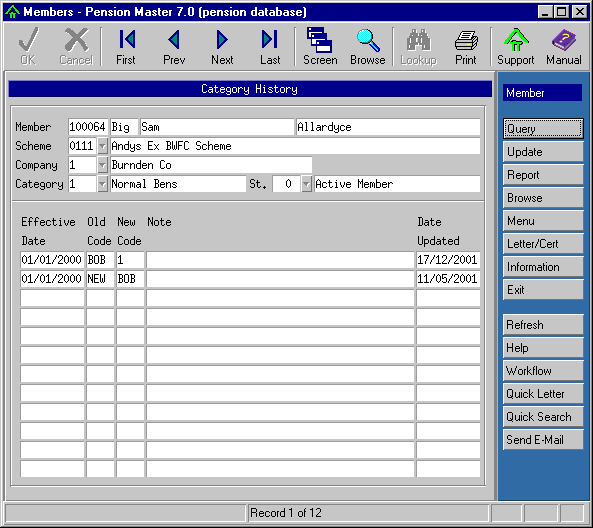 Members - Pension Master 7.0 (pension database)
OK Cancel First Prev Next Last Screen Browse Lookup Print Support Manual
Category History
Member 100064 Big Sam Allardyce
Scheme 0111 Andys Ex BWFC Scheme
Company 1 Burnden Co
Category 1 Normal Bens St. 0 Active Member
Effective Old New Note Date
Date Code Code Updated
01/01/2000 BOB 1 17/12/2001
01/01/2000 NEW BOB 11/05/2001
Member
Query
Update
Report
Browse
Menu
Letter/Cert
Information
Exit
Refresh
Help
Workflow
Quick Letter
Quick Search
Send E-Mail
Record 1 of 12